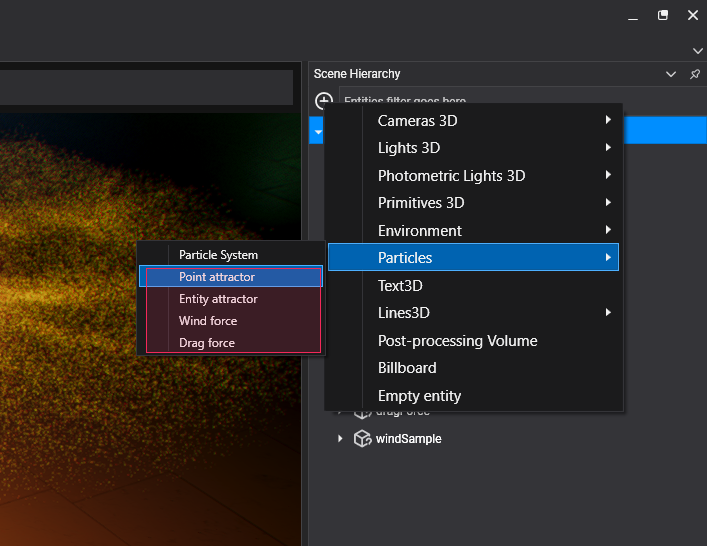 Scene Hierarchy
Entities filter goes here
Cameras 3D
Lights 3D
Photometric Lights 3D
Primitives 3D
Environment
Particles
Text3D
Lines3D
Post-processing Volume
Billboard
Empty entity
Particle System
Point attractor
Entity attractor
Wind force
Drag force
dragForce
windSample